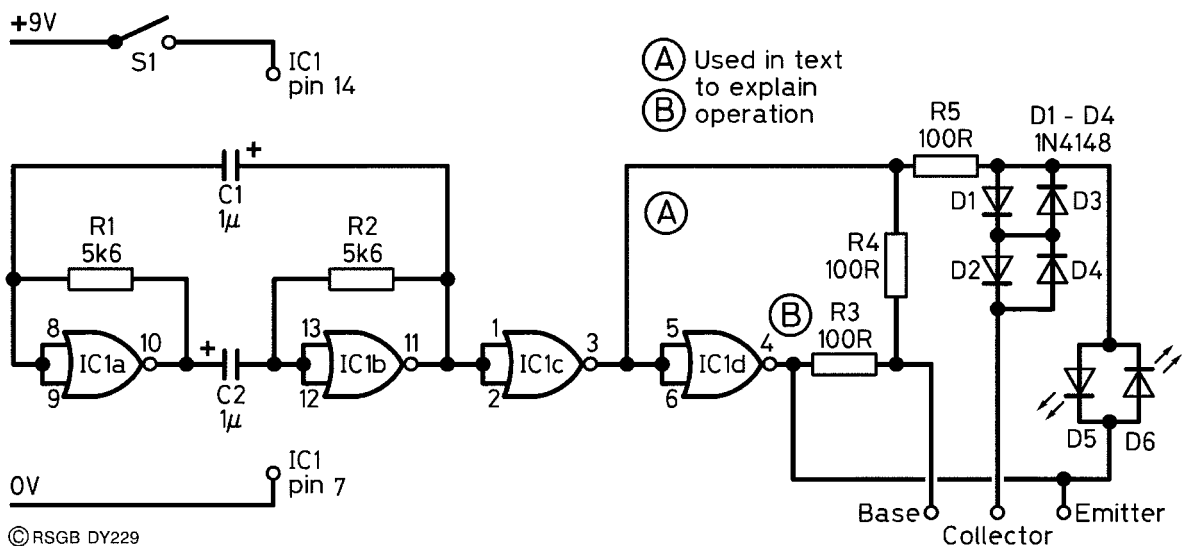 +9V
S1
IC1
pin 14
A Used in text
to explain
B operation
R5
100R
D1 - D4
1N4148
C1
1μ
+
A
D1
D3
R1
5k6
R2
5k6
R4
100R
D2
D4
8
9
IC1a
10
+
C2
1μ
13
12
IC1b
11
1
2
IC1c
3
5
6
IC1d
4
B
R3
100R
D5
D6
IC1
pin 7
0V
Base
Collector
Emitter
© RSGB DY229